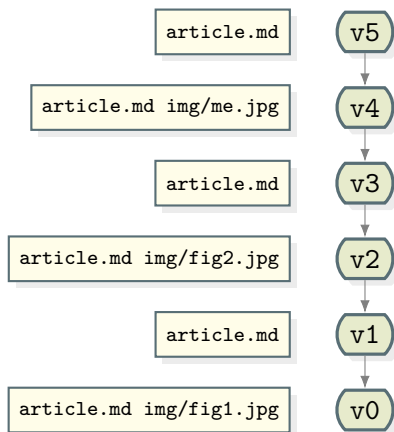 article.md v5
article.md img/me.jpg v4
article.md v3
article.md img/fig2.jpg v2
article.md v1
article.md img/fig1.jpg v0